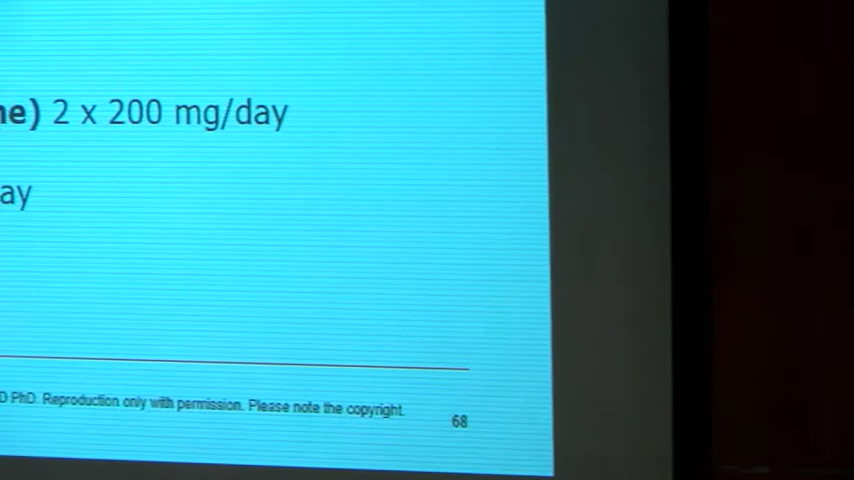 ne) 2 x 200 mg/day
ay
D PhD. Reproduction only with permission. Please note the copyright.
68